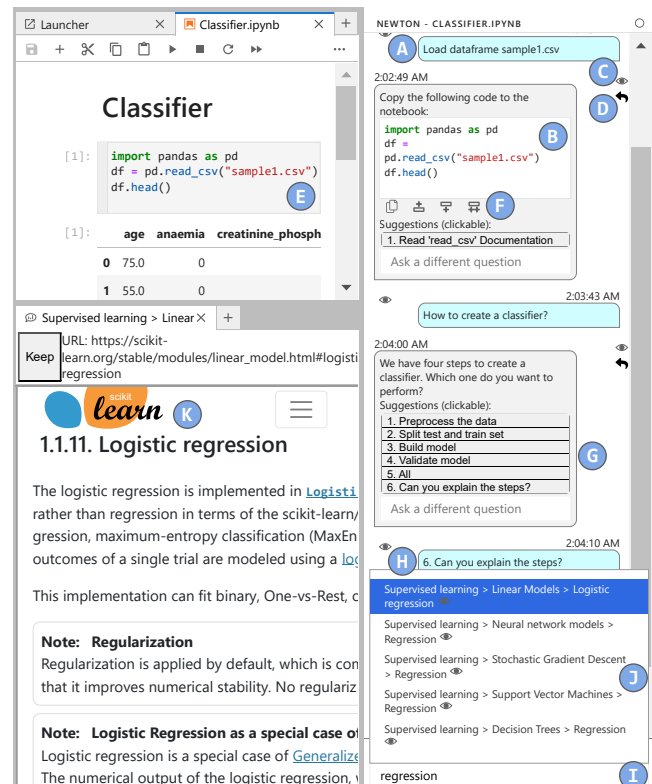 Launcher
Classifier.ipynb
Classifier
[1]:
import pandas as pd
df = pd.read_csv("sample1.csv")
df.head()
E
[1]:
age anaemia creatinine_phosph
0 75.0 0
1 55.0 0
Supervised learning > Linear
Keep
URL: https://scikit-
learn.org/stable/modules/linear_model.html#logisti
regression
scikit
learn
K
1.1.11. Logistic regression
The logistic regression is implemented in Logisti
rather than regression in terms of the scikit-learn/
gression, maximum-entropy classification (MaxEn
outcomes of a single trial are modeled using a log
This implementation can fit binary, One-vs-Rest, c
Note: Regularization
Regularization is applied by default, which is con
that it improves numerical stability. No regulariz
Note: Logistic Regression as a special case of
Logistic regression is a special case of Generalize
The numerical output of the logistic regression, w
NEWTON - CLASSIFIER.IPYNB
A
Load dataframe sample1.csv
C
2:02:49 AM
D
Copy the following code to the
notebook:
import pandas as pd
df =
pd.read_csv("sample1.csv")
df.head()
B
F
Suggestions (clickable):
1. Read 'read_csv' Documentation
Ask a different question
2:03:43 AM
How to create a classifier?
2:04:00 AM
We have four steps to create a
classifier. Which one do you want to
perform?
Suggestions (clickable):
1. Preprocess the data
2. Split test and train set
3. Build model
4. Validate model
5. All
6. Can you explain the steps?
G
Ask a different question
2:04:10 AM
H
6. Can you explain the steps?
Supervised learning > Linear Models > Logistic
regression
Supervised learning > Neural network models >
Regression
Supervised learning > Stochastic Gradient Descent
> Regression
J
Supervised learning > Support Vector Machines >
Regression
Supervised learning > Decision Trees > Regression
regression
I